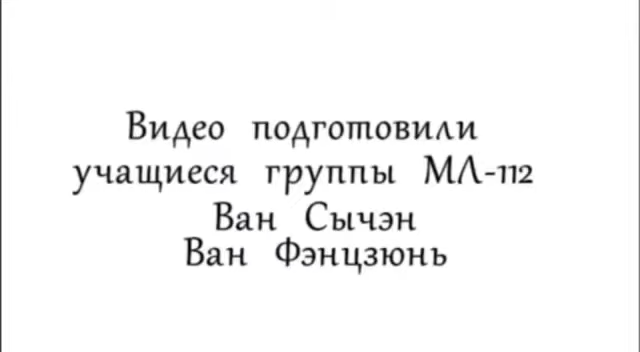 Видео подготовили
учащиеся группы МЛ-112
Ван Сычэн
Ван Фэнцзюнь